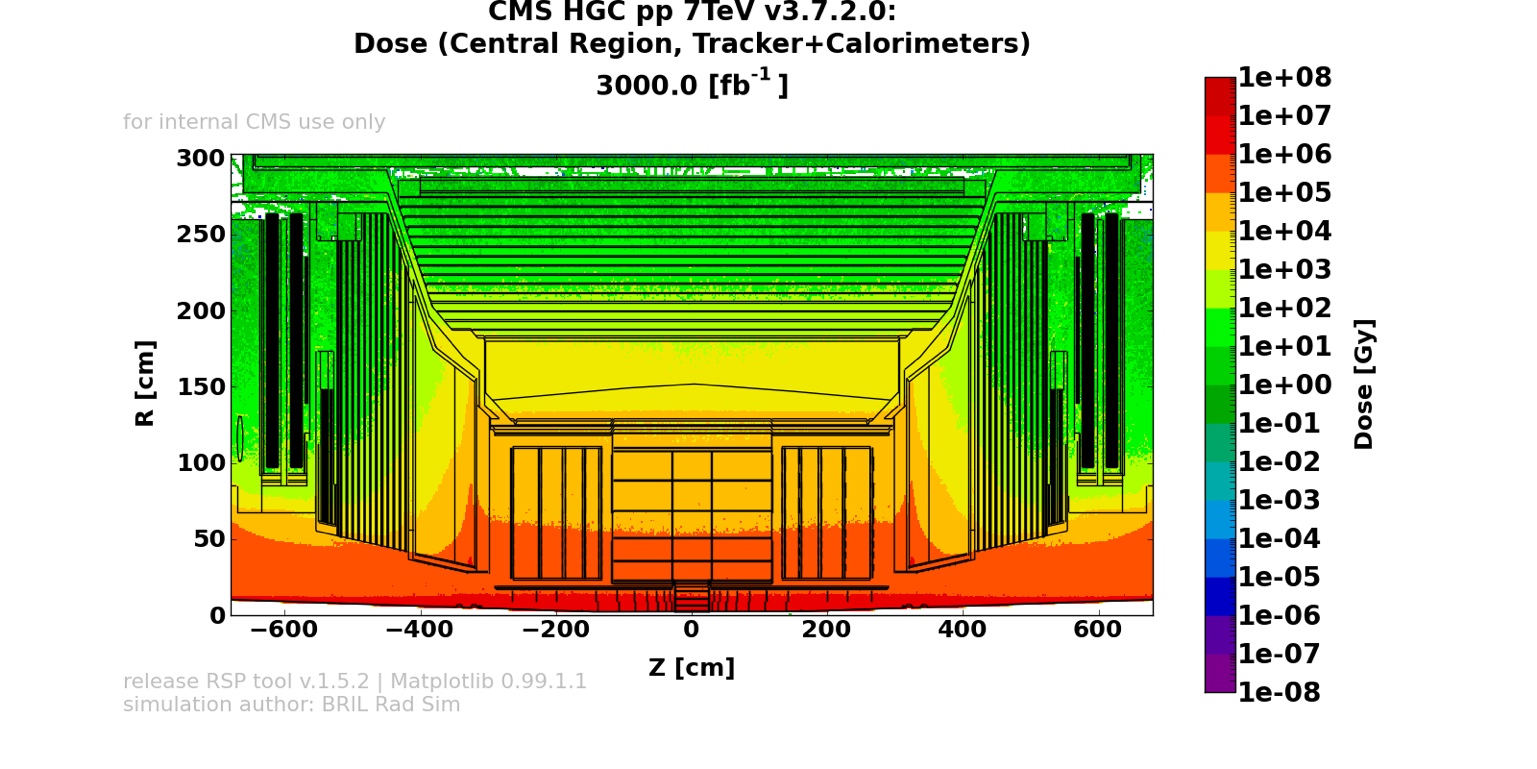 CMS HGC pp 7TeV v3.7.2.0:
Dose (Central Region, Tracker+Calorimeters)
3000.0 [fb⁻¹ ]
for internal CMS use only
300
250
200
150
100
50
0
R [cm]
−600
−400
−200
0
200
400
600
Z [cm]
1e+08
1e+07
1e+06
1e+05
1e+04
1e+03
1e+02
1e+01
1e+00
1e-01
1e-02
1e-03
1e-04
1e-05
1e-06
1e-07
1e-08
Dose [Gy]
release RSP tool v.1.5.2 | Matplotlib 0.99.1.1
simulation author: BRIL Rad Sim